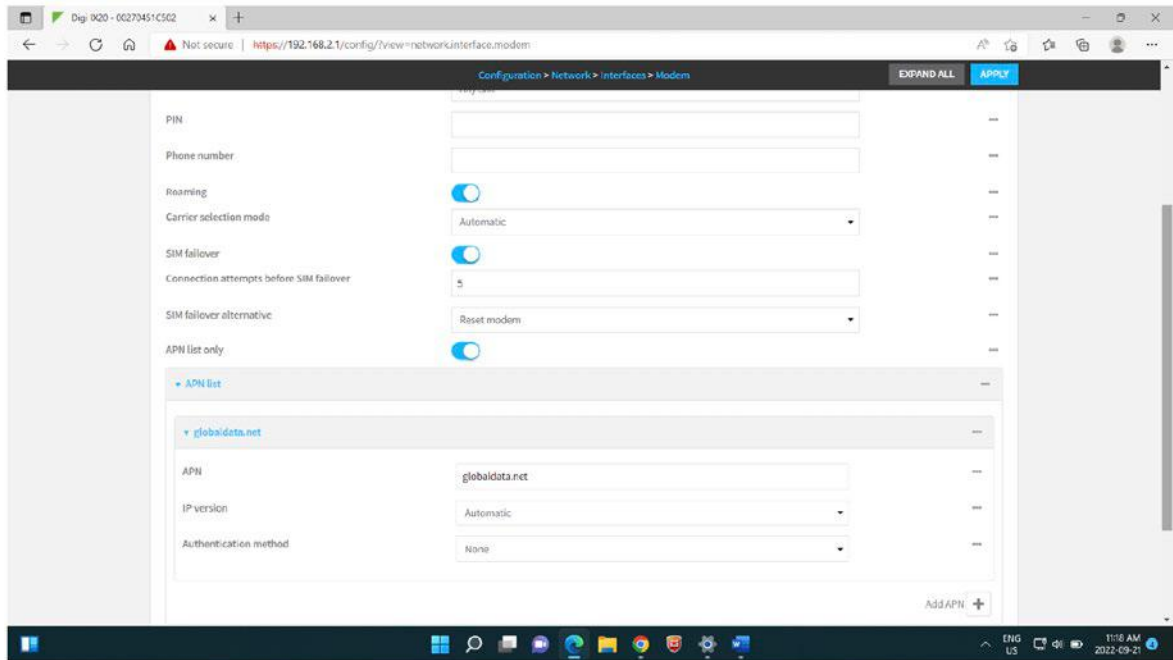 Digi IX20 - 00270451C502
Not secure | https://192.168.2.1/config/?view=network.interface.modem
Configuration > Network > Interfaces > Modem
EXPAND ALL
APPLY
PIN
Phone number
Roaming
Carrier selection mode
Automatic
SIM failover
Connection attempts before SIM failover
5
SIM failover alternative
Reset modem
APN list only
APN list
globaldata.net
APN
globaldata.net
IP version
Automatic
Authentication method
None
Add APN
ENG
US
11:18 AM
2022-09-21